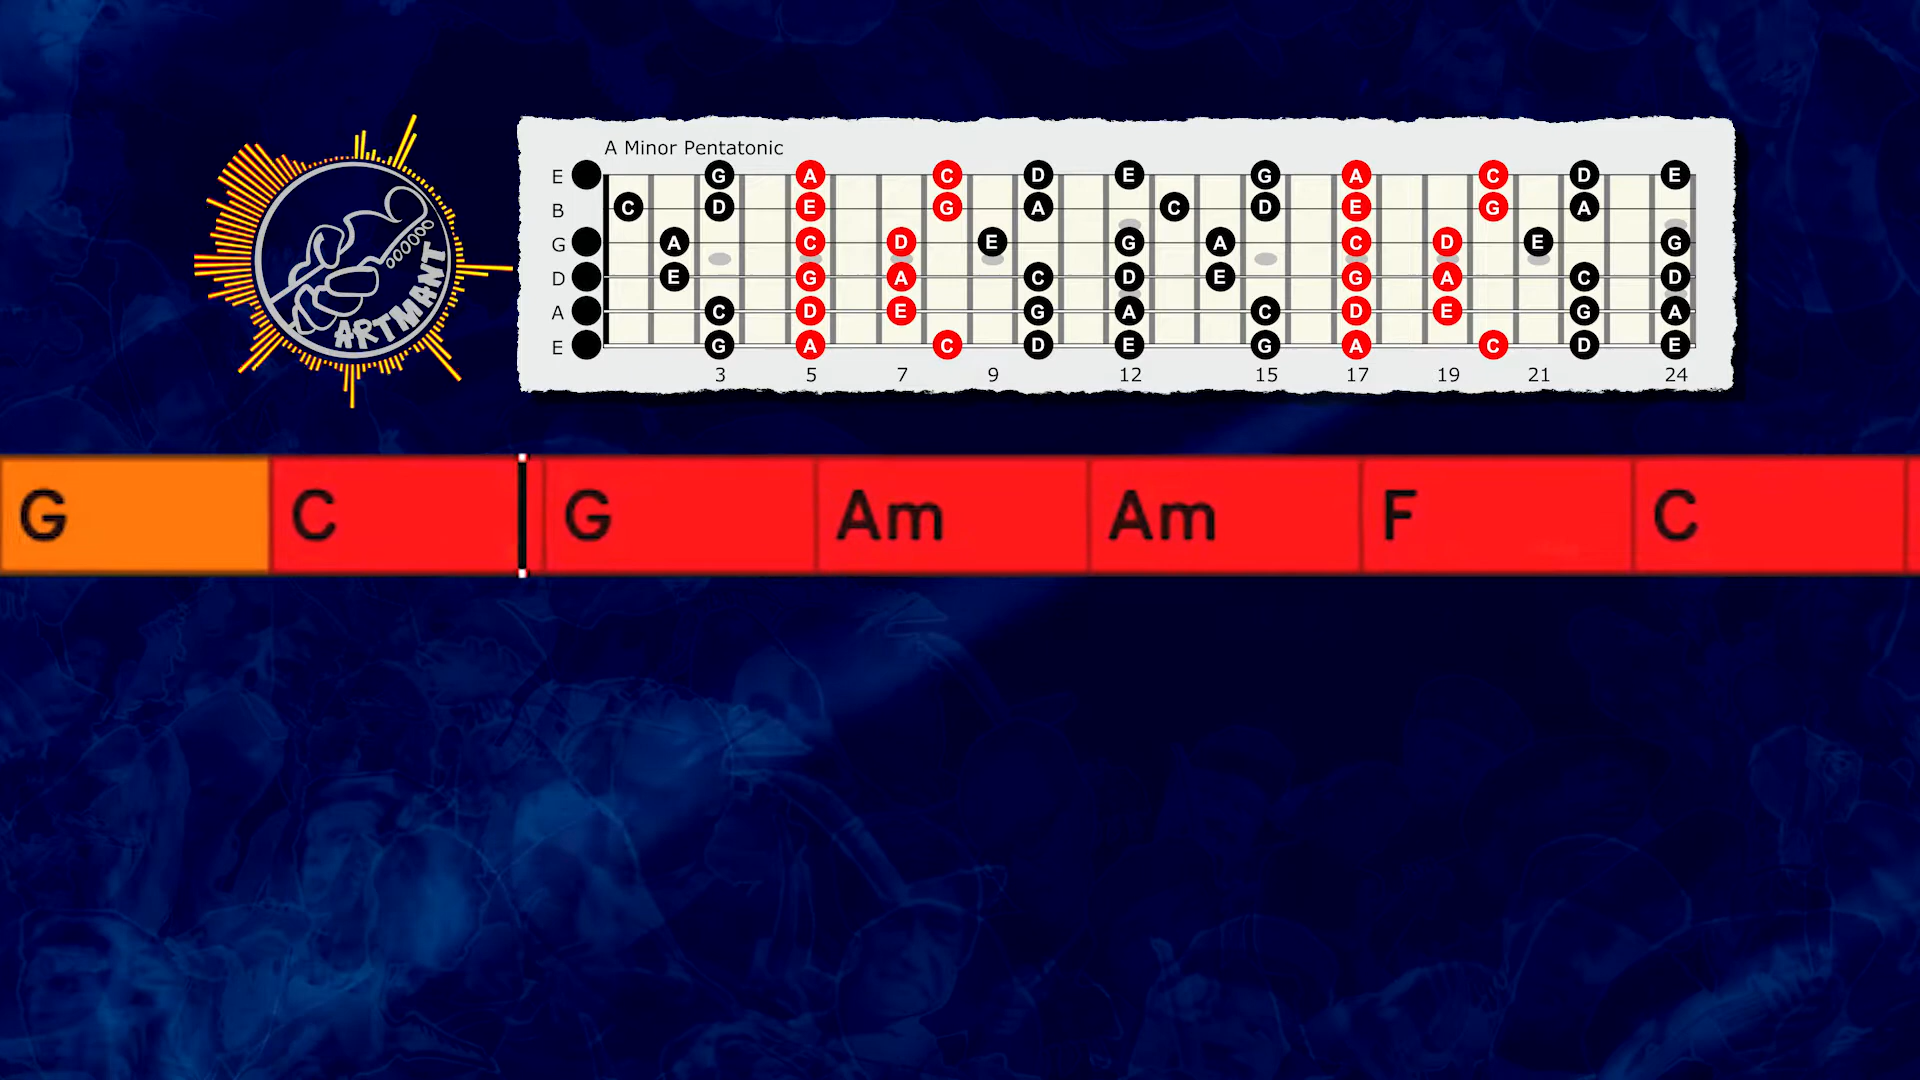 A Minor Pentatonic
E G A C D E G A C D E
B C D E G A C D E G A
G A C D E G A C D E G
D E G A C D E G A C D
A C D E G A C D E G A
E G A C D E G A C D E
3 5 7 9 12 15 17 19 21 24
ARTMANT
G C G Am Am F C